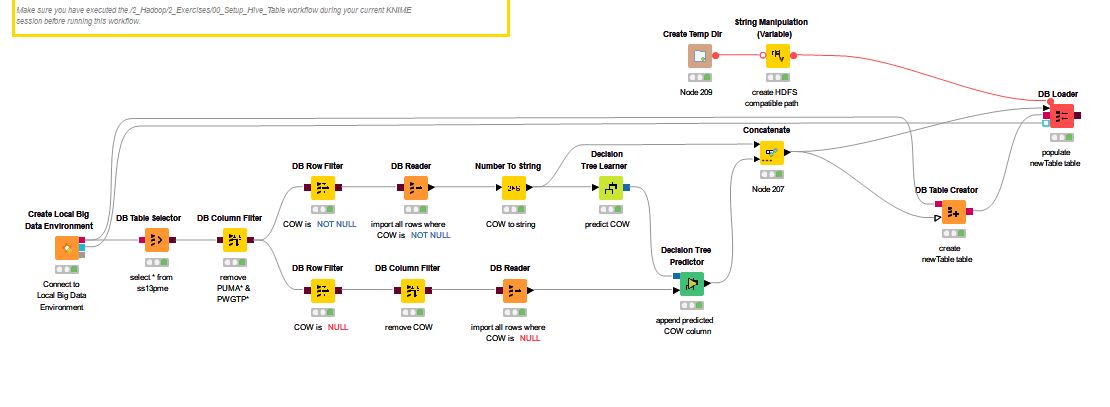 Make sure you have executed the /2_Hadoop/2_Exercises/00_Setup_Hive_Table workflow during your current KNIME
session before running this workflow.
String Manipulation
(Variable)
Create Temp Dir
Node 209
create HDFS
compatible path
DB Loader
populate
newTable table
Concatenate
Node 207
DB Row Filter
COW is NOT NULL
DB Reader
import all rows where
COW is NOT NULL
Number To String
COW to string
Decision
Tree Learner
predict COW
DB Table Creator
create
newTable table
Create Local Big
Data Environment
Connect to
Local Big Data
Environment
DB Table Selector
select * from
ss13pme
DB Column Filter
remove
PUMA* &
PWGTP*
DB Row Filter
COW is NULL
DB Column Filter
remove COW
DB Reader
import all rows where
COW is NULL
Decision Tree
Predictor
append predicted
COW column